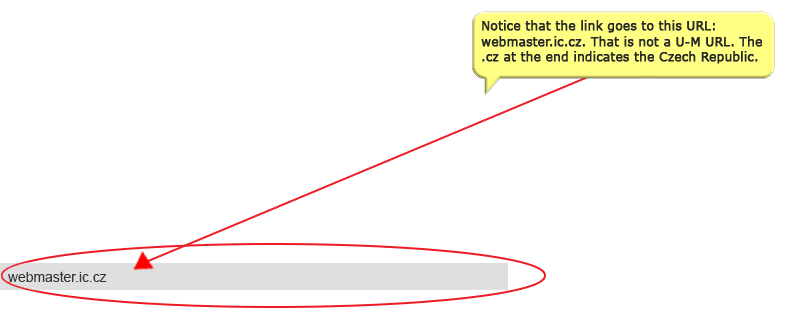 Notice that the link goes to this URL:
webmaster.ic.cz. That is not a U-M URL. The
.cz at the end indicates the Czech Republic.
webmaster.ic.cz